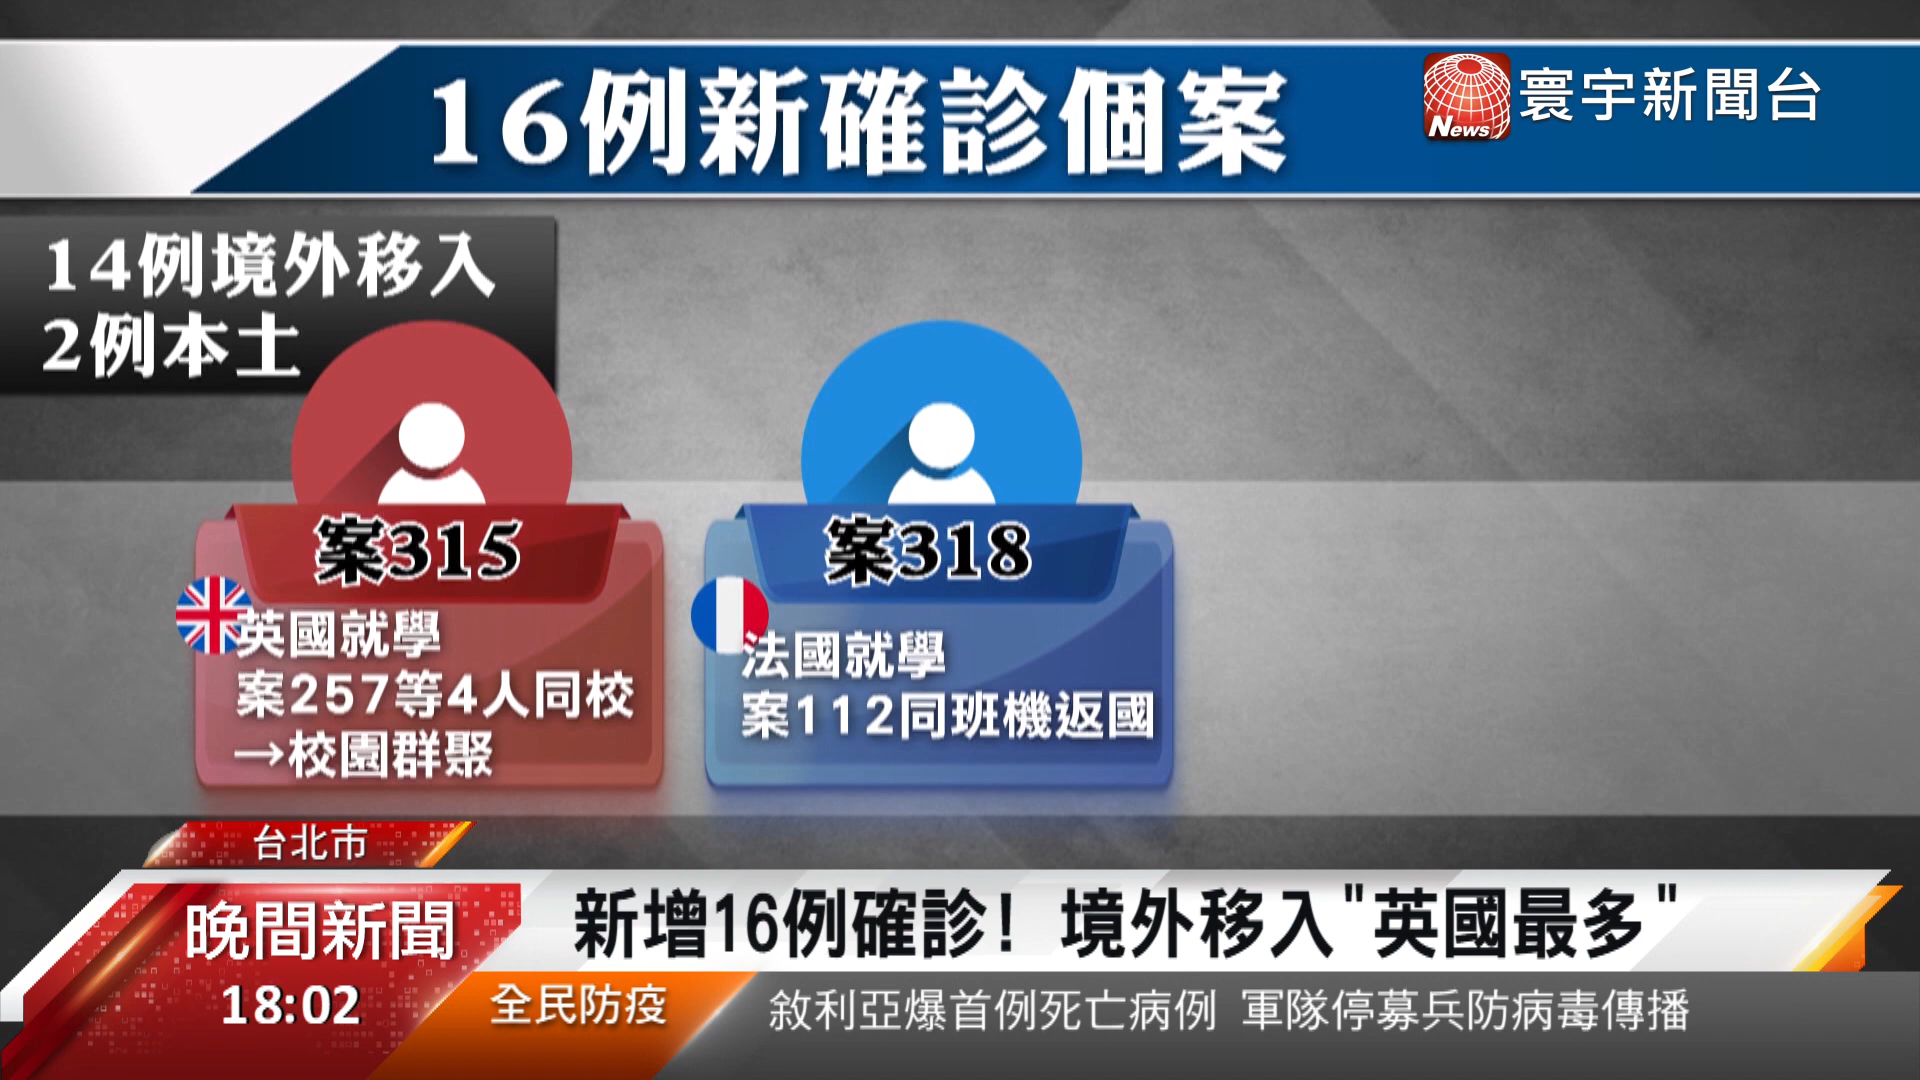 16例新確診個案
News 寰宇新聞台
14例境外移入
2例本土
案315
英國就學
案257等4人同校
→校園群聚
案318
法國就學
案112同班機返國
台北市
晚間新聞
新增16例確診! 境外移入"英國最多"
18:02
全民防疫
敘利亞爆首例死亡病例 軍隊停募兵防病毒傳播